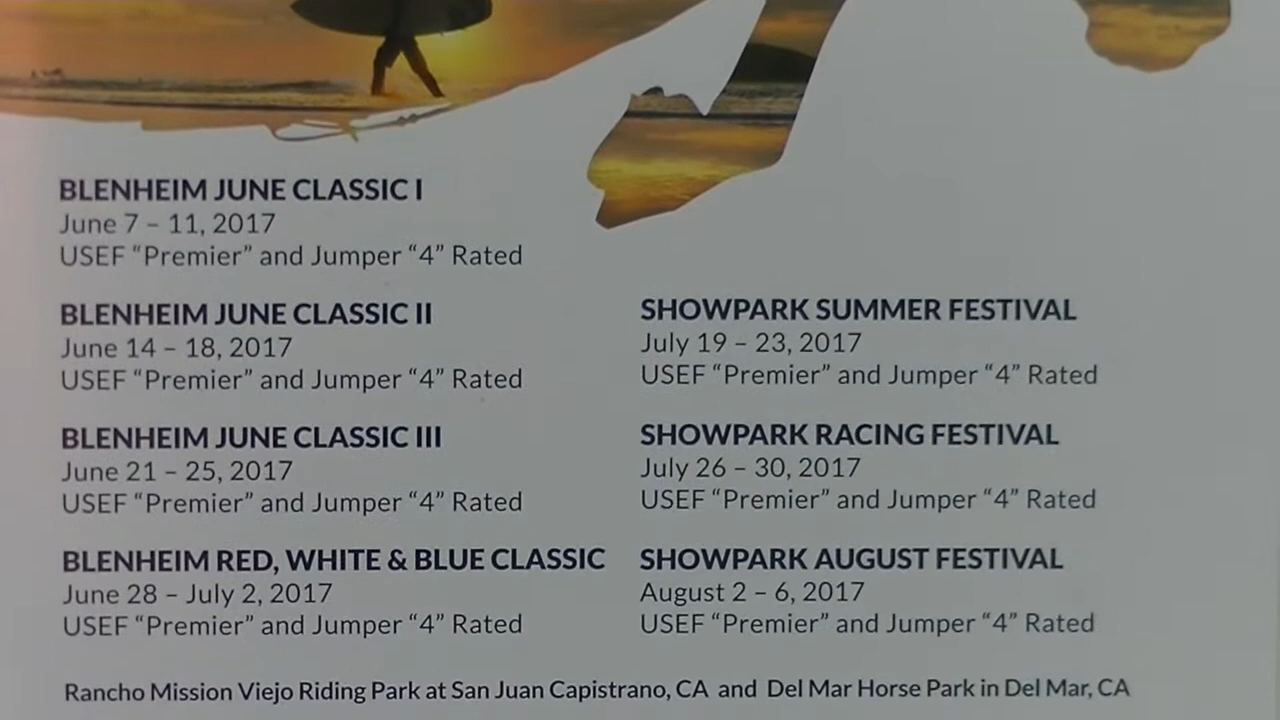 BLENHEIM JUNE CLASSIC I
June 7 – 11, 2017
USEF “Premier” and Jumper “4” Rated
BLENHEIM JUNE CLASSIC II
June 14 – 18, 2017
USEF “Premier” and Jumper “4” Rated
BLENHEIM JUNE CLASSIC III
June 21 – 25, 2017
USEF “Premier” and Jumper “4” Rated
BLENHEIM RED, WHITE & BLUE CLASSIC
June 28 – July 2, 2017
USEF “Premier” and Jumper “4” Rated
SHOWPARK SUMMER FESTIVAL
July 19 – 23, 2017
USEF “Premier” and Jumper “4” Rated
SHOWPARK RACING FESTIVAL
July 26 – 30, 2017
USEF “Premier” and Jumper “4” Rated
SHOWPARK AUGUST FESTIVAL
August 2 – 6, 2017
USEF “Premier” and Jumper “4” Rated
Rancho Mission Viejo Riding Park at San Juan Capistrano, CA and Del Mar Horse Park in Del Mar, CA